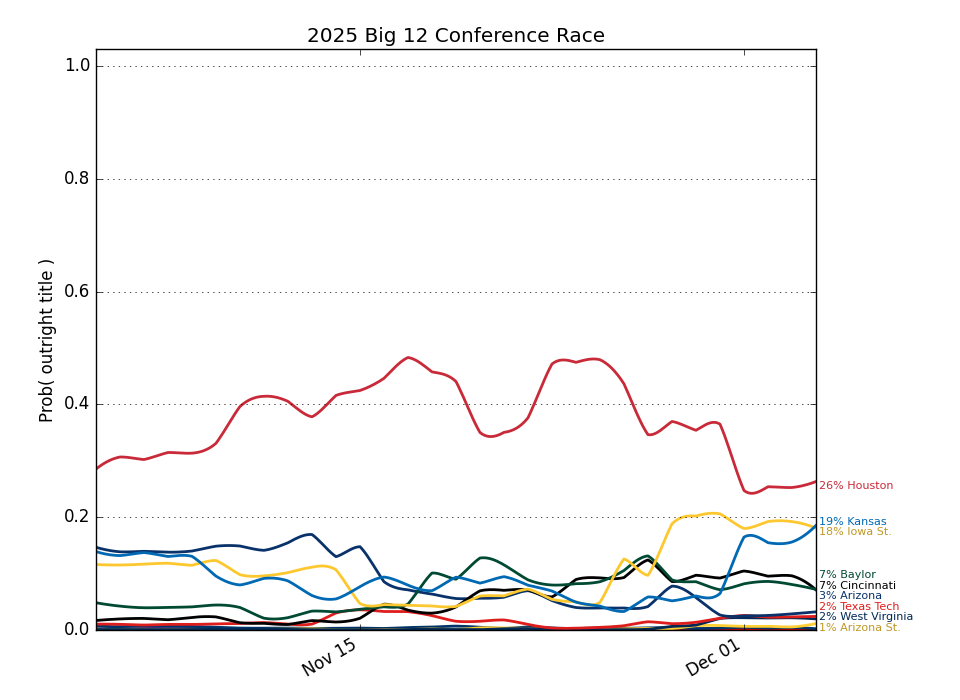 2025 Big 12 Conference Race
Prob( outright title )
1.0
0.8
0.6
0.4
0.2
0.0
Nov 15
Dec 01
26% Houston
19% Kansas
18% Iowa St.
7% Baylor
7% Cincinnati
3% Arizona
2% Texas Tech
2% West Virginia
1% Arizona St.